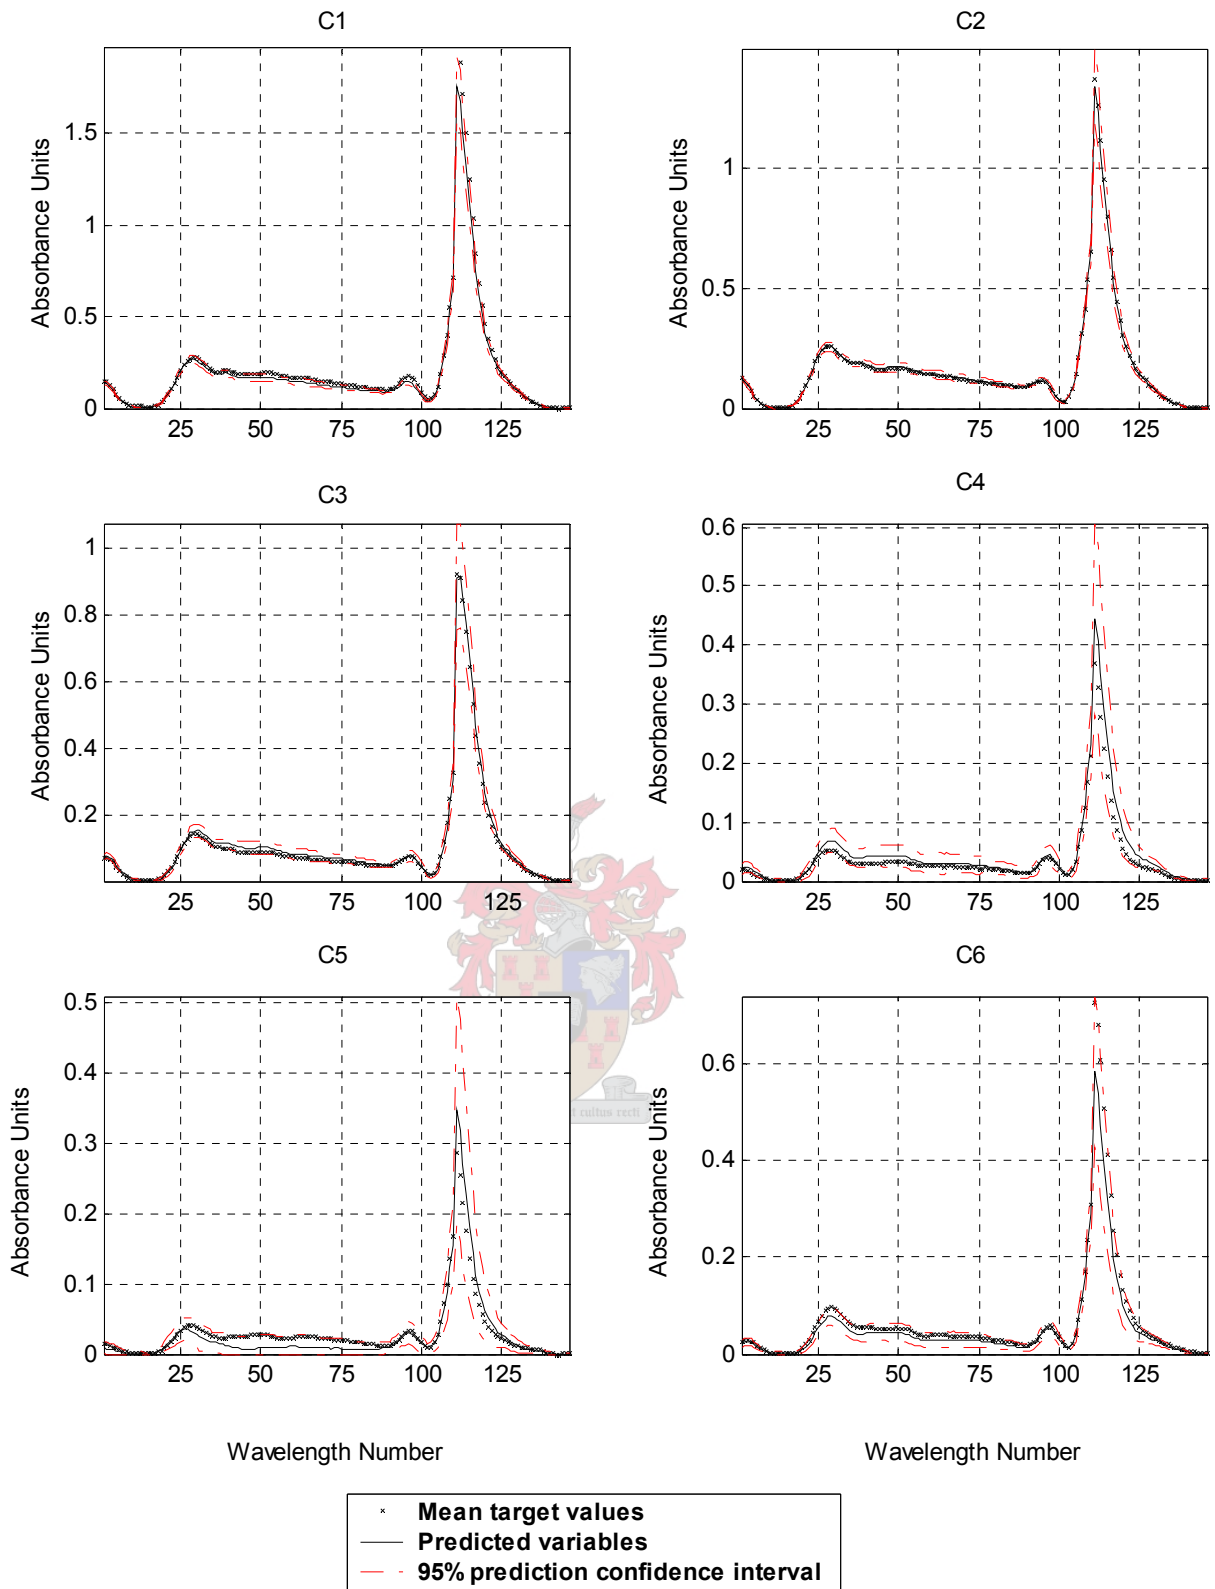 C1
C2
Absorbance Units
1.5
1
0.5
0
25 50 75 100 125
Absorbance Units
1
0.5
0
25 50 75 100 125
C3
C4
Absorbance Units
1
0.8
0.6
0.4
0.2
25 50 75 100 125
Absorbance Units
0.6
0.5
0.4
0.3
0.2
0.1
0
25 50 75 100 125
C5
C6
Absorbance Units
0.5
0.4
0.3
0.2
0.1
0
25 50 75 100 125
Absorbance Units
0.6
0.4
0.2
0
25 50 75 100 125
cultus recti
Wavelength Number
Wavelength Number
Mean target values
Predicted variables
95% prediction confidence interval